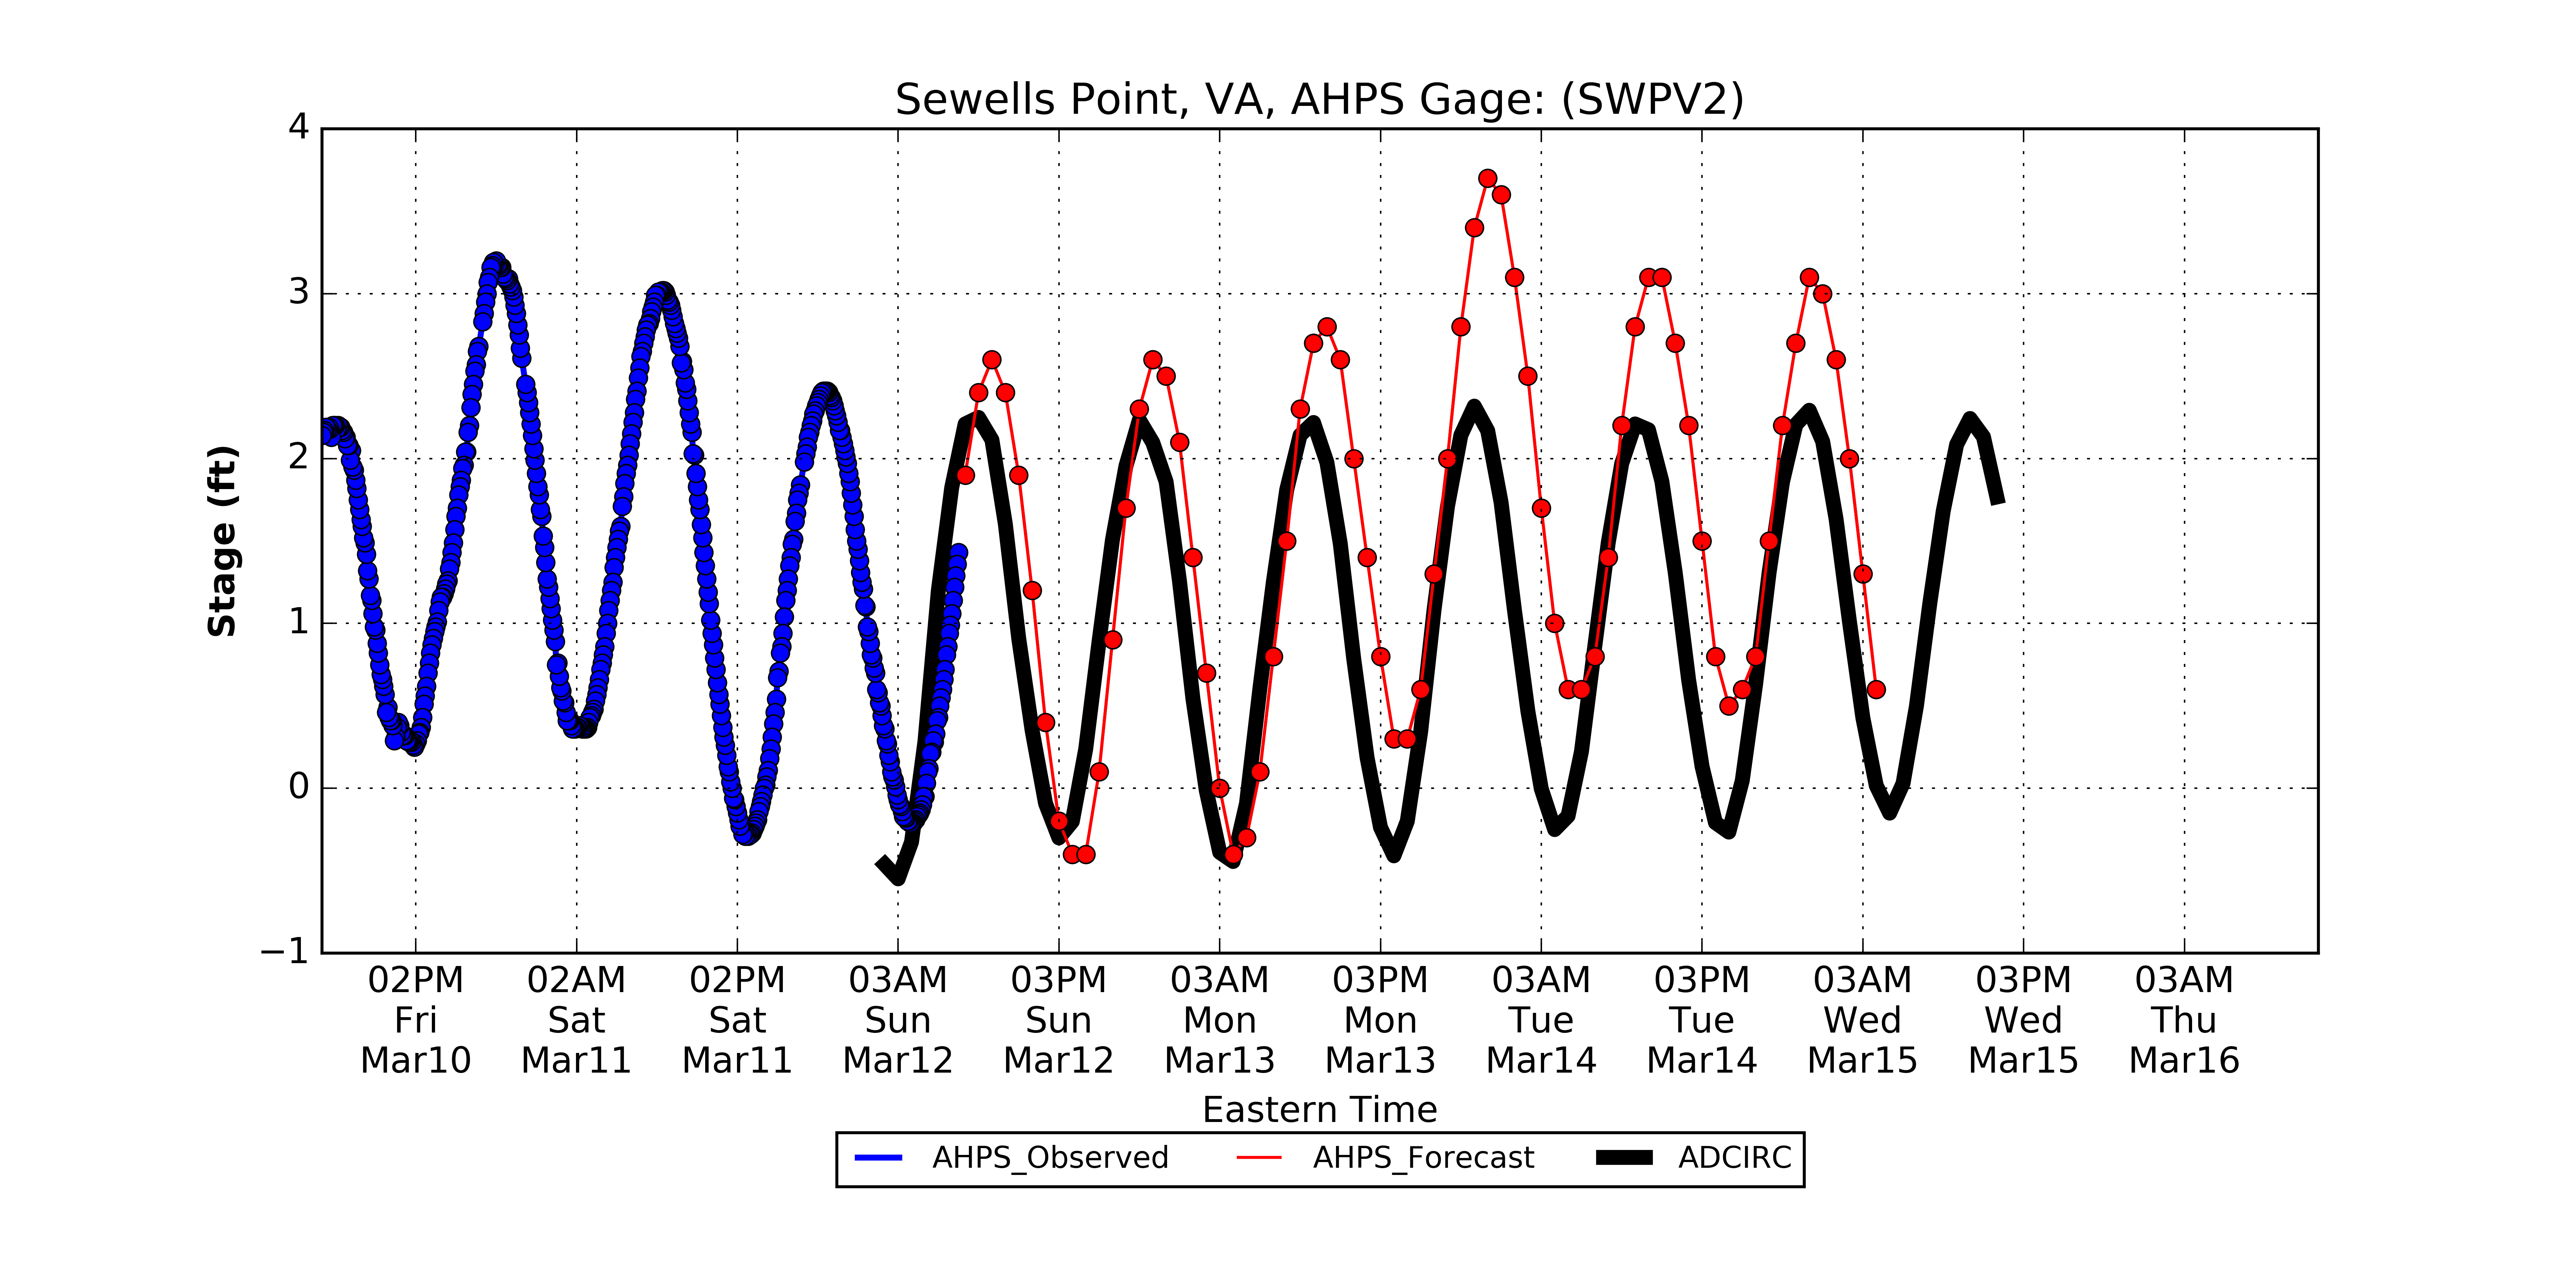 Sewells Point, VA, AHPS Gage: (SWPV2)
4
3
2
1
0
−1
Stage (ft)
02PM 02AM 02PM 03AM 03PM 03AM 03PM 03AM 03PM 03AM 03PM 03AM
Fri Sat Sat Sun Sun Mon Mon Tue Tue Wed Wed Thu
Mar10 Mar11 Mar11 Mar12 Mar12 Mar13 Mar13 Mar14 Mar14 Mar15 Mar15 Mar16
Eastern Time
AHPS_Observed AHPS_Forecast ADCIRC